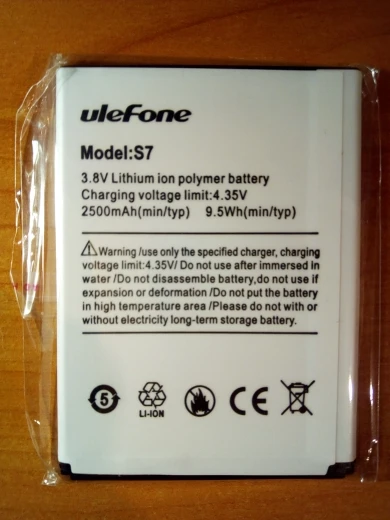 ulefone
Model:S7
3.8V Lithium ion polymer battery
Charging voltage limit:4.35V
2500mAh(min/typ) 9.5Wh(min/typ)
Warning /use only the specified charger, charging
voltage limit:4.35V/ Do not use after immersed in
water /Do not disassemble battery,do not use if
expansion or deformation /Do not put the battery
in high temperature area /Please do not with or
without electricity long-term storage battery.
5
LI-ION
CE